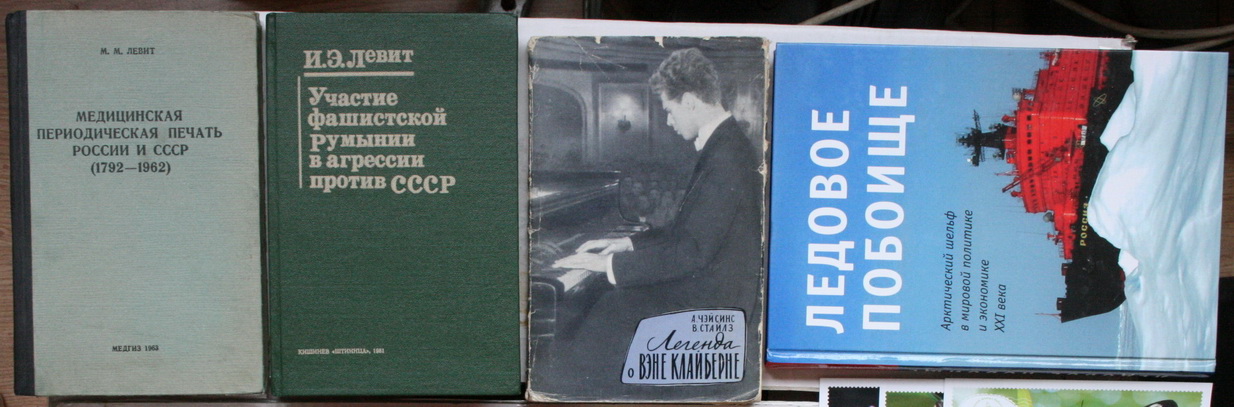 М. М. ЛЕВИТ
МЕДИЦИНСКАЯ
ПЕРИОДИЧЕСКАЯ ПЕЧАТЬ
РОССИИ И СССР
(1792—1962)
МЕДГИЗ 1963
И.Э.Левит
Участие
фашистской
Румынии
в агрессии
против СССР
КИШИНЕВ «ШТИИНЦА», 1981
А. ЧЭЙСИНС
В. СТАЙЛЗ
Легенда
о ВЭНЕ КЛАЙБЕРНЕ
ЛЕДОВОЕ
ПОБОИЩЕ
Арктический шельф
в мировой политике
и экономике
XXI века
РОССИЯ